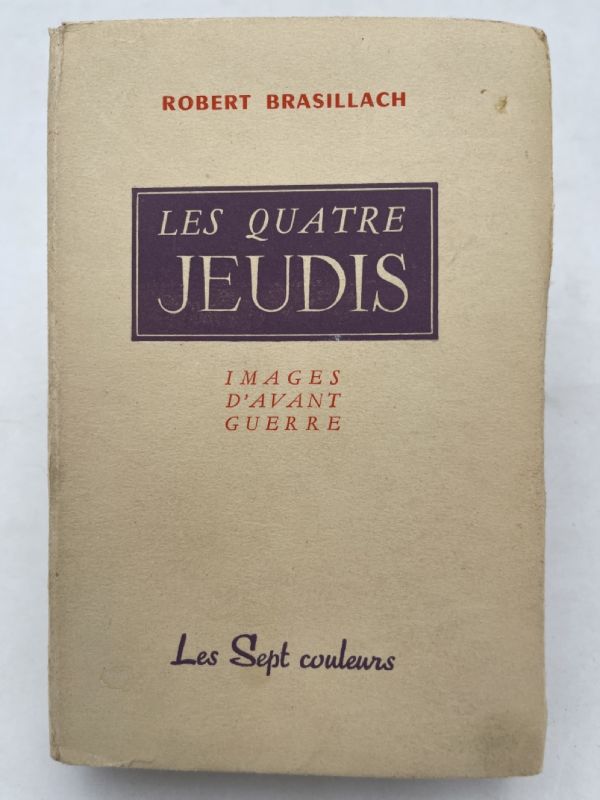 ROBERT BRASILLACH
LES QUATRE
JEUDIS
IMAGES
D'AVANT
GUERRE
Les Sept couleurs